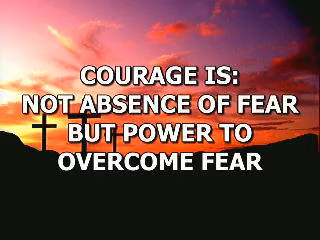 COURAGE IS:
NOT ABSENCE OF FEAR
BUT POWER TO
OVERCOME FEAR